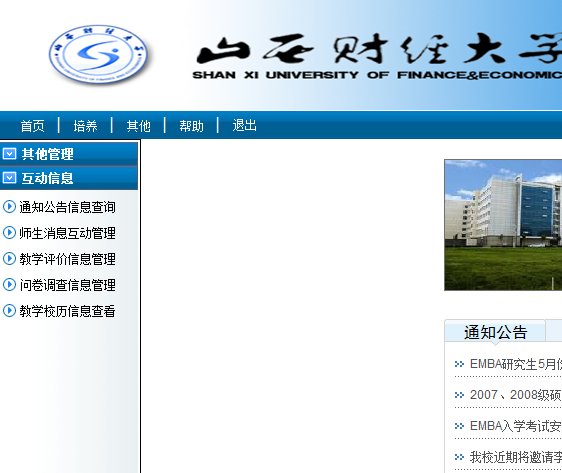 山西财经大学
SHAN XI UNIVERSITY OF FINANCE&ECONOMIC
首页 | 培养 | 其他 | 帮助 | 退出
其他管理
互动信息
通知公告信息查询
师生消息互动管理
教学评价信息管理
问卷调查信息管理
教学校历信息查看
通知公告
EMBA研究生5月份
2007、2008级硕
EMBA入学考试安
我校近期将邀请李